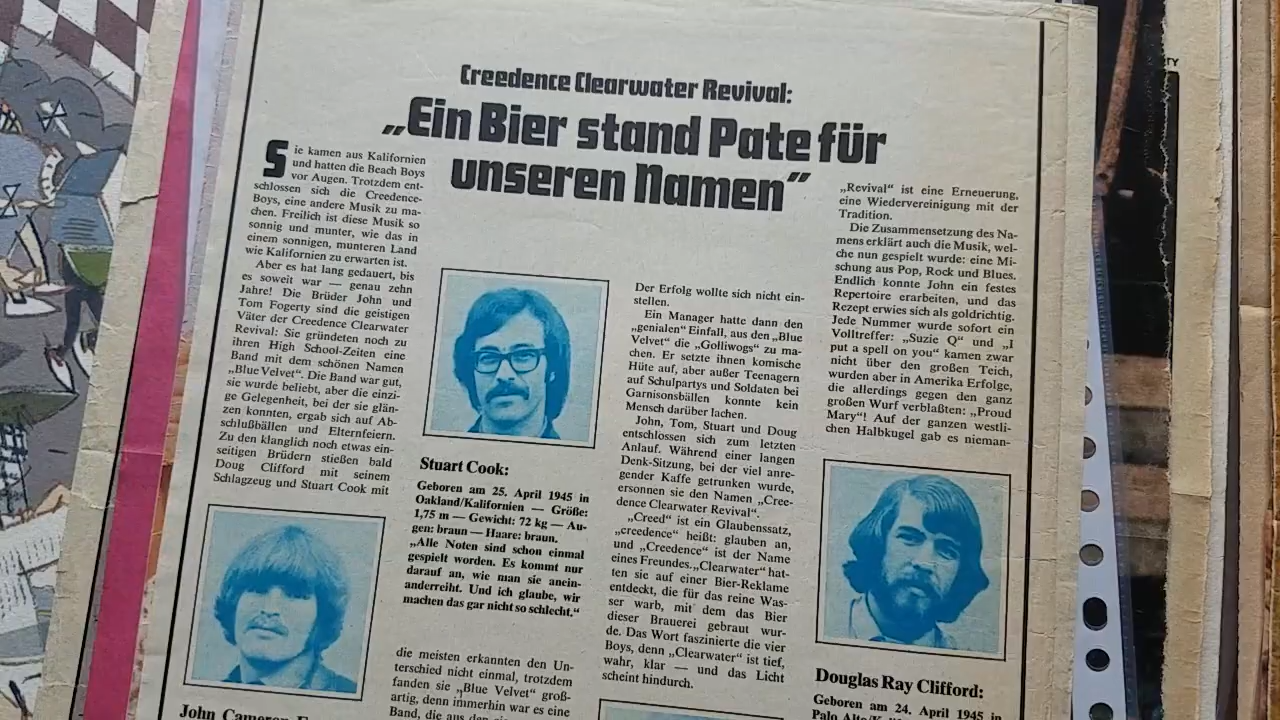 Creedence Clearwater Revival:
„Ein Bier stand Pate für
unseren Namen”
Sie kamen aus Kalifornien
und hatten die Beach Boys
vor Augen. Trotzdem ent-
schlossen sich die Creedence-
Boys, eine andere Musik zu ma-
chen. Freilich ist diese Musik so
sonnig und munter, wie das in
einem sonnigen, munteren Land
wie Kalifornien zu erwarten ist.
Aber es hat lang gedauert, bis
es soweit war — genau zehn
Jahre! Die Brüder John und
Tom Fogerty sind die geistigen
Väter der Creedence Clearwater
Revival: Sie gründeten noch zu
ihren High School-Zeiten eine
Band mit dem schönen Namen
„Blue Velvet“. Die Band war gut,
sie wurde beliebt, aber die einzi-
ge Gelegenheit, bei der sie glän-
zen konnten, ergab sich auf Ab-
schlußbällen und Elternfeiern.
Zu den klanglich noch etwas ein-
seitigen Brüdern stießen bald
Doug Clifford mit seinem
Schlagzeug und Stuart Cook mit
John Cameron F
Stuart Cook:
Geboren am 25. April 1945 in
Oakland/Kalifornien — Größe:
1,75 m — Gewicht: 72 kg — Au-
gen: braun — Haare: braun.
„Alle Noten sind schon einmal
gespielt worden. Es kommt nur
darauf an, wie man sie anein-
anderreiht. Und ich glaube, wir
machen das gar nicht so schlecht.“
die meisten erkannten den Un-
terschied nicht einmal, trotzdem
fanden sie „Blue Velvet“ groß-
artig, denn immerhin war es eine
Band, die aus
Der Erfolg wollte sich nicht ein-
stellen.
Ein Manager hatte dann den
„genialen“ Einfall, aus den „Blue
Velvet“ die „Golliwogs“ zu ma-
chen. Er setzte ihnen komische
Hüte auf, aber außer Teenagern
auf Schulpartys und Soldaten bei
Garnisonsbällen konnte kein
Mensch darüber lachen.
John, Tom, Stuart und Doug
entschlossen sich zum letzten
Anlauf. Während einer langen
Denk-Sitzung, bei der viel anre-
gender Kaffe getrunken wurde,
ersonnen sie den Namen „Cree-
dence Clearwater Revival“.
„Creed“ ist ein Glaubenssatz,
„creedence“ heißt: glauben an,
und „Creedence“ ist der Name
eines Freundes. „Clearwater“ hat-
ten sie auf einer Bier-Reklame
entdeckt, die für das reine Was-
ser warb, mit dem das Bier
dieser Brauerei gebraut wur-
de. Das Wort faszinierte die vier
Boys, denn „Clearwater“ ist tief,
wahr, klar — und das Licht
scheint hindurch.
„Revival“ ist eine Erneuerung,
eine Wiedervereinigung mit der
Tradition.
Die Zusammensetzung des Na-
mens erklärt auch die Musik, wel-
che nun gespielt wurde: eine Mi-
schung aus Pop, Rock und Blues.
Endlich konnte John ein festes
Repertoire erarbeiten, und das
Rezept erwies sich als goldrichtig.
Jede Nummer wurde sofort ein
Volltreffer: „Suzie Q“ und „I
put a spell on you“ kamen zwar
nicht über den großen Teich,
wurden aber in Amerika Erfolge,
die allerdings gegen den ganz
großen Wurf verblaßten: „Proud
Mary“! Auf der ganzen westli-
chen Halbkugel gab es nieman-
Douglas Ray Clifford:
Geboren am 24. April 1945 in
Palo
TY